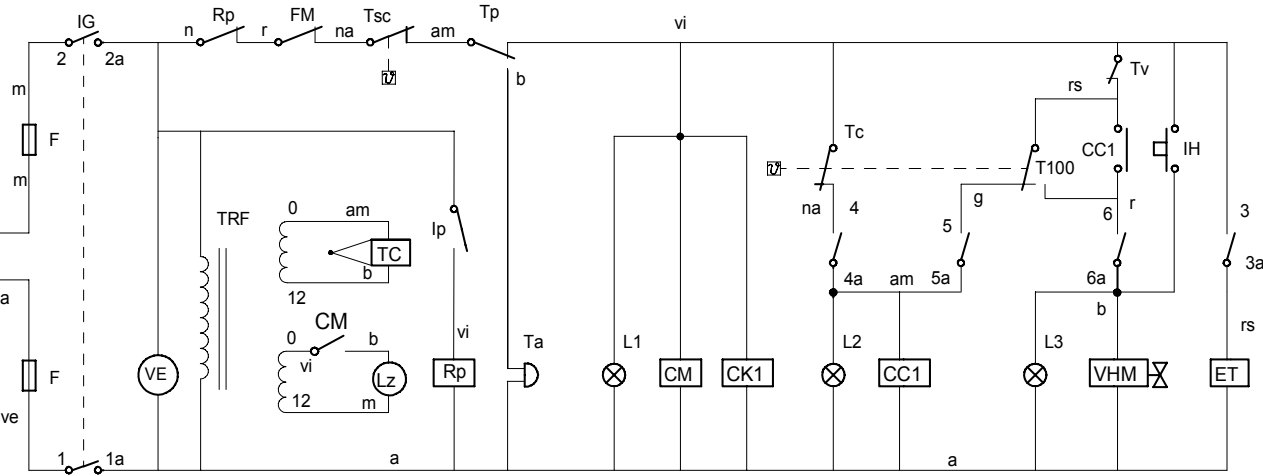 IG Rp FM Tsc Tp vi
n r na am
2 2a b
ϑ
Tv
rs
m
F
Tc CC1 IH
ϑ T100
m
na 4 g 6 r 3
TRF 0 am Ip 5
TC
b
4a am 5a 6a 3a
a 12 b
0 CM b vi rs
vi Ta L1 L2 L3
F VE Lz Rp CM CK1 CC1 VHM ET
12 m
ve
1 1a a a